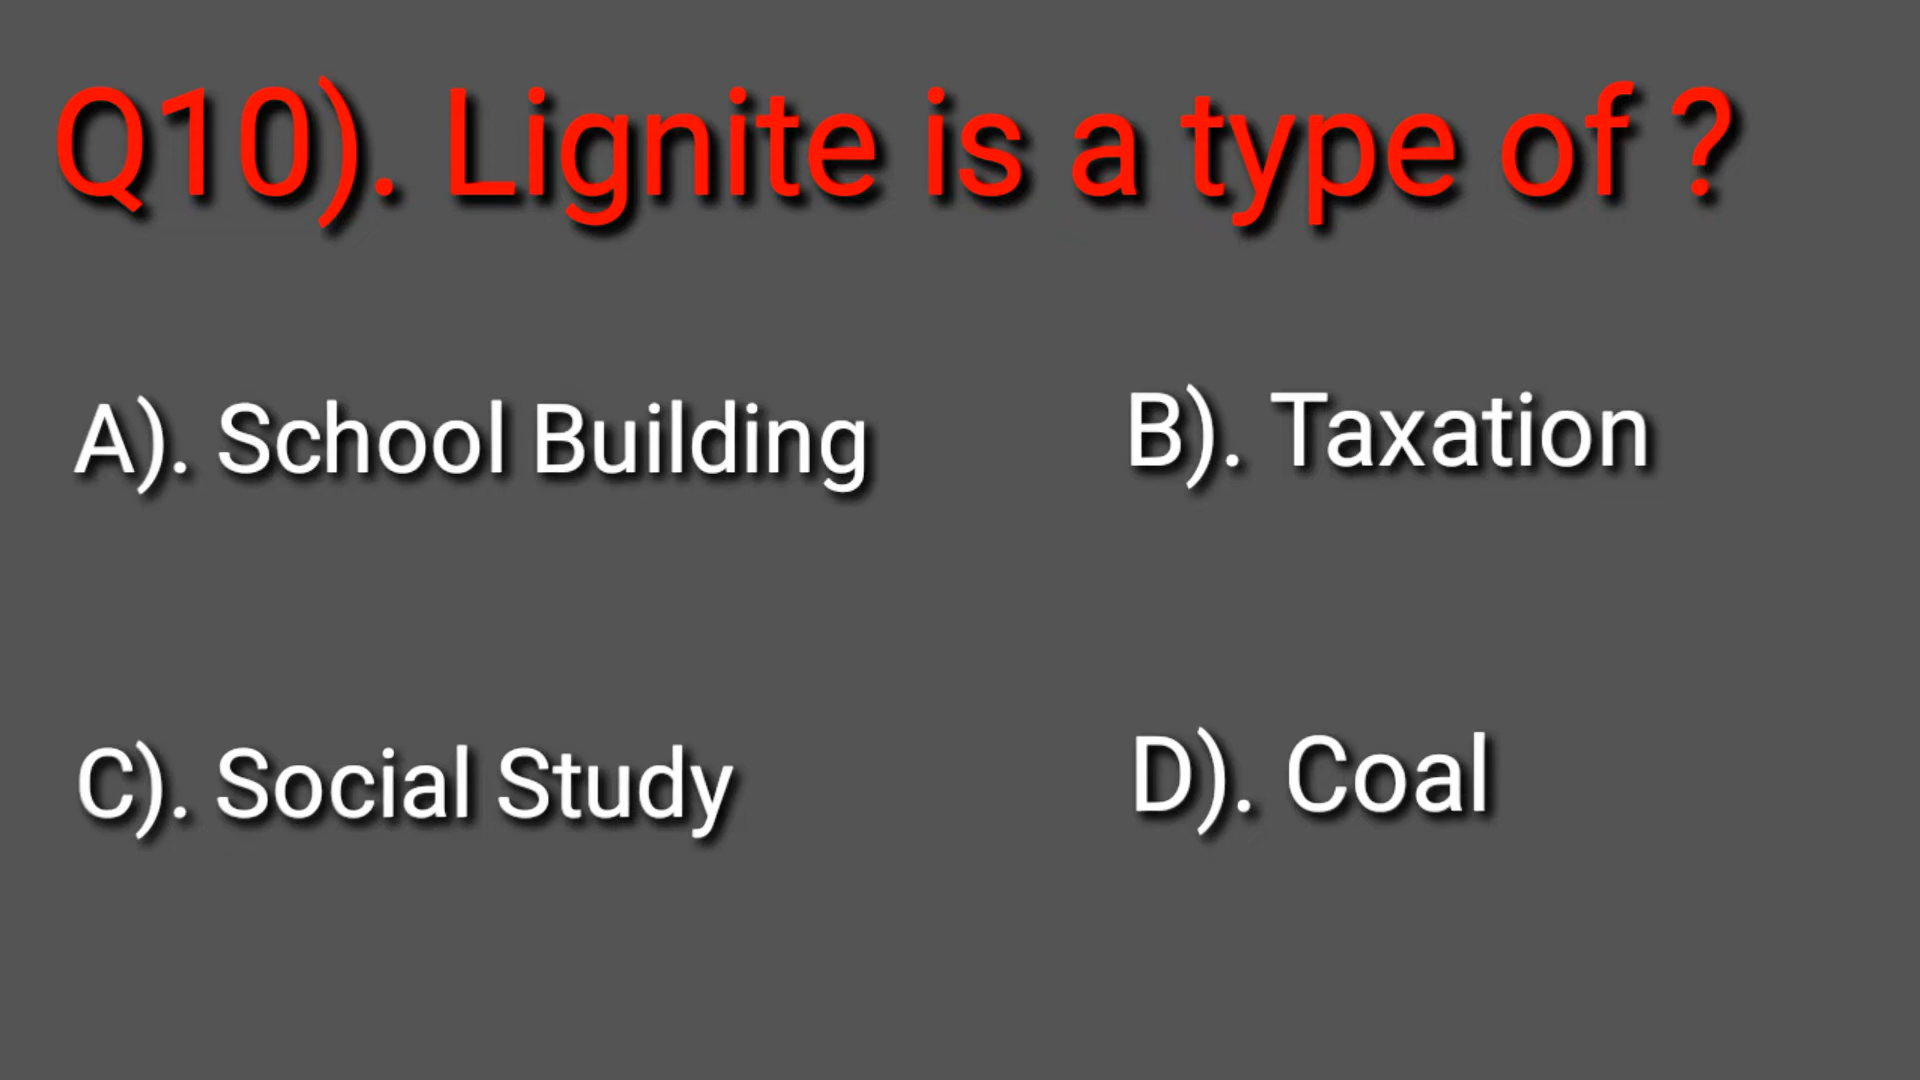 Q10). Lignite is a type of ?
A). School Building
B). Taxation
C). Social Study
D). Coal